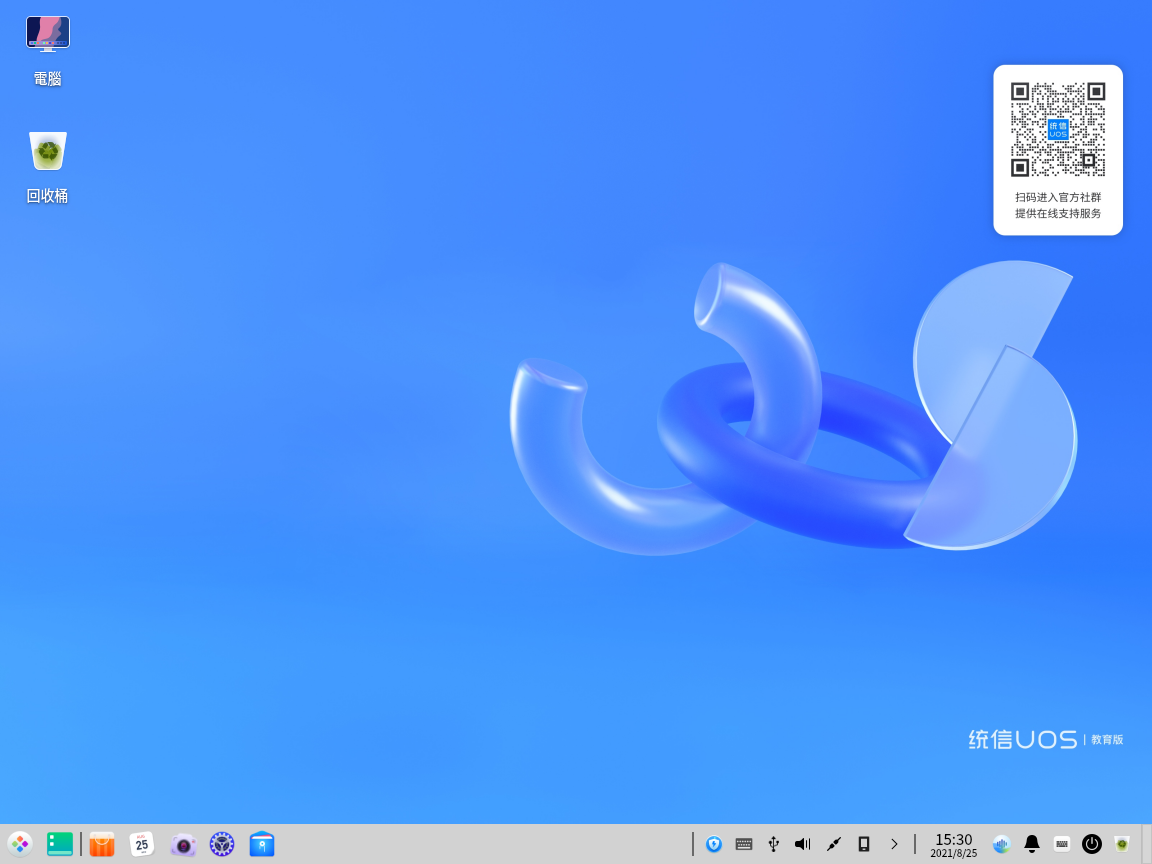 電腦
回收桶
统信
UOS
扫码进入官方社群
提供在线支持服务
统信UOS | 教育版
25
15:30
2021/8/25